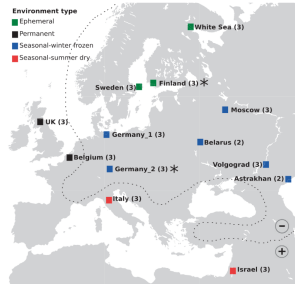 Environment type
Ephemeral
Permanent
Seasonal-winter frozen
Seasonal-summer dry
White Sea (3)
Sweden (3)
Finland (3) *
Moscow (3)
UK (3)
Germany_1 (3)
Belarus (2)
Belgium (3)
Germany_2 (3) *
Volgograd (3)
Astrakhan (2)
Italy (3)
Israel (3)
−
+